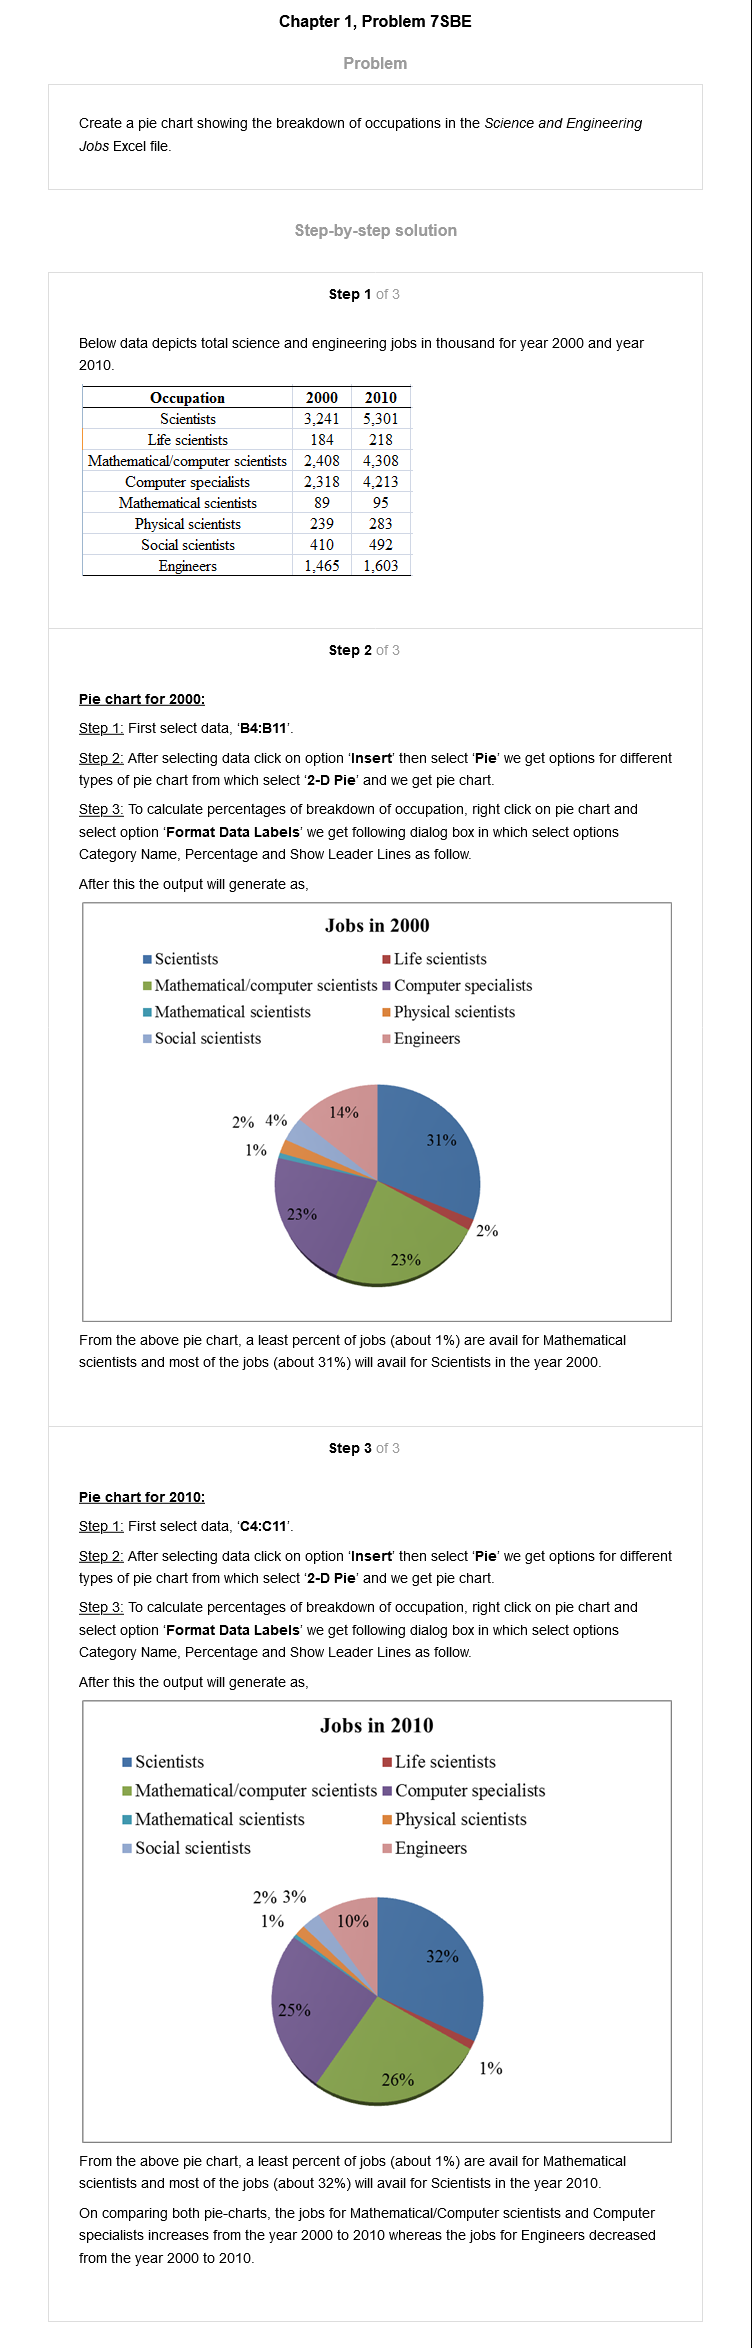 Chapter 1, Problem 7SBE
Problem
Create a pie chart showing the breakdown of occupations in the Science and Engineering
Jobs Excel file.
Step-by-step solution
Step 1 of 3
Below data depicts total science and engineering jobs in thousand for year 2000 and year
2010.
Occupation 2000 2010
Scientists 3,241 5,301
Life scientists 184 218
Mathematical/computer scientists 2,408 4,308
Computer specialists 2,318 4,213
Mathematical scientists 89 95
Physical scientists 239 283
Social scientists 410 492
Engineers 1,465 1,603
Step 2 of 3
Pie chart for 2000:
Step 1: First select data, ‘B4:B11’.
Step 2: After selecting data click on option ‘Insert’ then select ‘Pie’ we get options for different
types of pie chart from which select ‘2-D Pie’ and we get pie chart.
Step 3: To calculate percentages of breakdown of occupation, right click on pie chart and
select option ‘Format Data Labels’ we get following dialog box in which select options
Category Name, Percentage and Show Leader Lines as follow.
After this the output will generate as,
Jobs in 2000
Scientists Life scientists
Mathematical/computer scientists Computer specialists
Mathematical scientists Physical scientists
Social scientists Engineers
14%
2% 4%
31%
1%
23%
2%
23%
From the above pie chart, a least percent of jobs (about 1%) are avail for Mathematical
scientists and most of the jobs (about 31%) will avail for Scientists in the year 2000.
Step 3 of 3
Pie chart for 2010:
Step 1: First select data, ‘C4:C11’.
Step 2: After selecting data click on option ‘Insert’ then select ‘Pie’ we get options for different
types of pie chart from which select ‘2-D Pie’ and we get pie chart.
Step 3: To calculate percentages of breakdown of occupation, right click on pie chart and
select option ‘Format Data Labels’ we get following dialog box in which select options
Category Name, Percentage and Show Leader Lines as follow.
After this the output will generate as,
Jobs in 2010
Scientists Life scientists
Mathematical/computer scientists Computer specialists
Mathematical scientists Physical scientists
Social scientists Engineers
2% 3%
1% 10%
32%
25%
1%
26%
From the above pie chart, a least percent of jobs (about 1%) are avail for Mathematical
scientists and most of the jobs (about 32%) will avail for Scientists in the year 2010.
On comparing both pie-charts, the jobs for Mathematical/Computer scientists and Computer
specialists increases from the year 2000 to 2010 whereas the jobs for Engineers decreased
from the year 2000 to 2010.